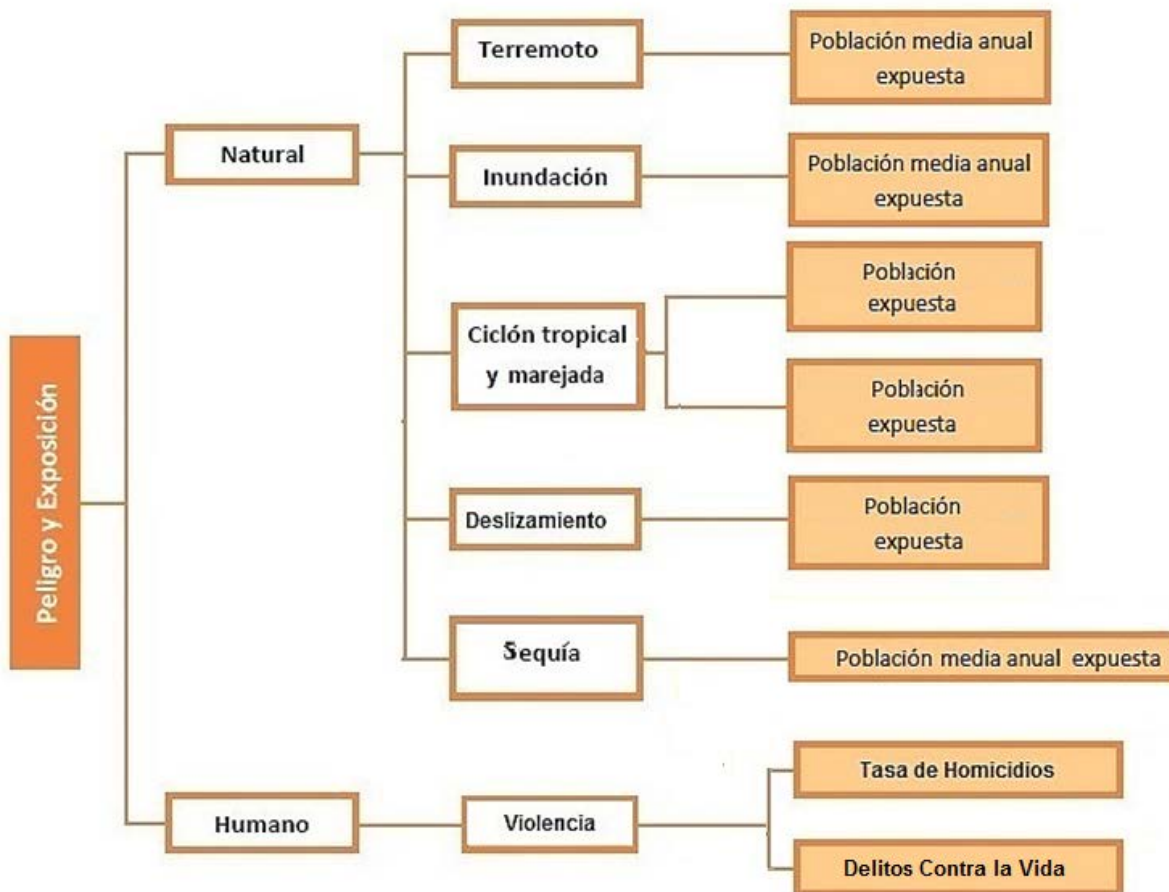 Peligro y Exposición
Natural
Terremoto
Población media anual
expuesta
Inundación
Población media anual
expuesta
Ciclón tropical
y marejada
Población
expuesta
Población
expuesta
Deslizamiento
Población
expuesta
Sequía
Población media anual expuesta
Humano
Violencia
Tasa de Homicidios
Delitos Contra la Vida